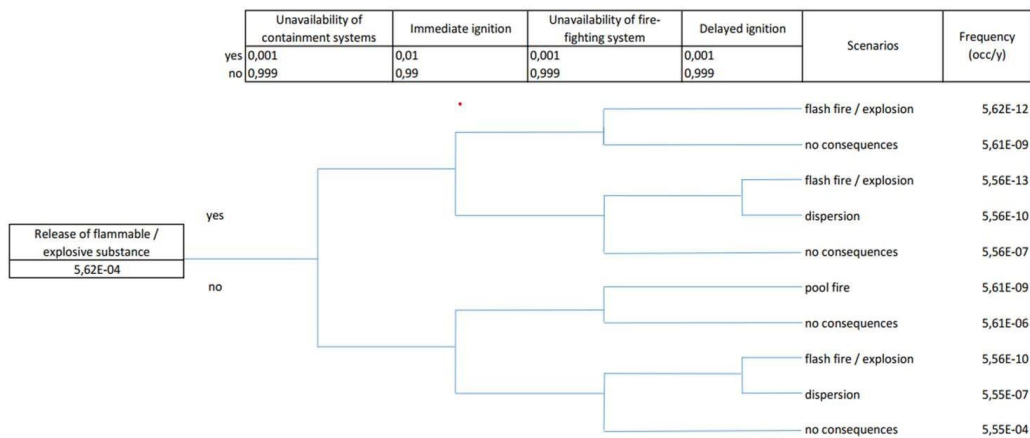 Unavailability of containment systems Immediate ignition Unavailability of fire-fighting system Delayed ignition Scenarios Frequency (occ/y)
yes 0,001 0,01 0,001 0,001
no 0,999 0,99 0,999 0,999
flash fire / explosion 5,62E-12
no consequences 5,61E-09
flash fire / explosion 5,56E-13
yes
dispersion 5,56E-10
Release of flammable /
explosive substance
no consequences 5,56E-07
5,62E-04
no
pool fire 5,61E-09
no consequences 5,61E-06
flash fire / explosion 5,56E-10
dispersion 5,55E-07
no consequences 5,55E-04